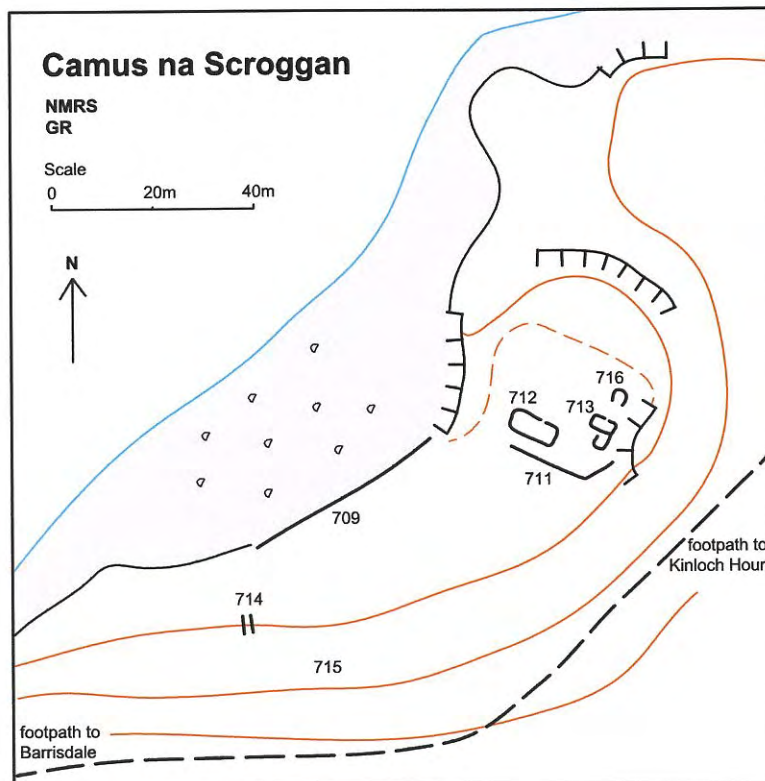 Camus na Scroggan
NMRS
GR
Scale
0 20m 40m
N
716
712
713
711
709
footpath to
Kinloch Hourn
714
715
footpath to
Barrisdale